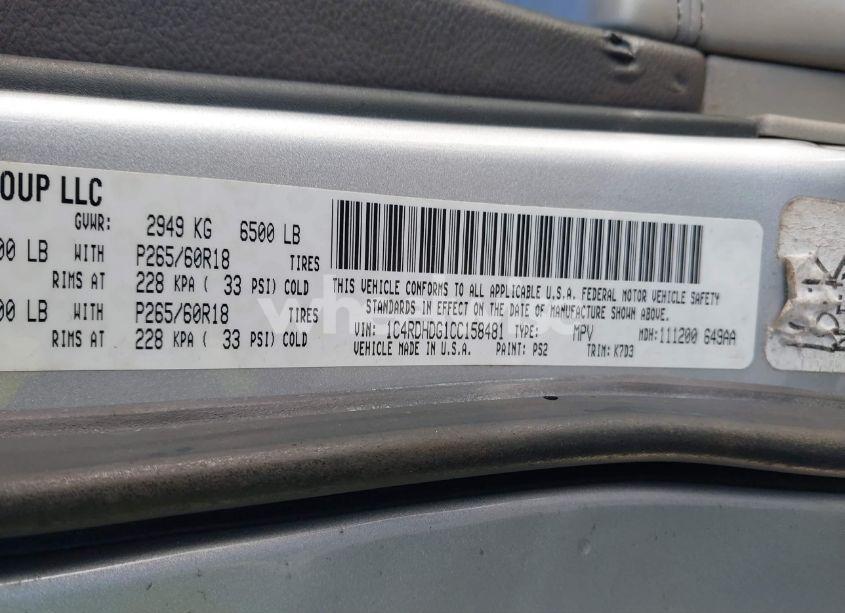 OUP LLC
GVWR: 2949 KG 6500 LB
00 LB WITH P265/60R18 TIRES
RIMS AT 228 KPA ( 33 PSI) COLD
00 LB WITH P265/60R18 TIRES
RIMS AT 228 KPA ( 33 PSI) COLD
THIS VEHICLE CONFORMS TO ALL APPLICABLE U.S.A. FEDERAL MOTOR VEHICLE SAFETY
STANDARDS IN EFFECT ON THE DATE OF MANUFACTURE SHOWN ABOVE.
VIN: 1C4RDHDG1CC158481 TYPE: MPV MDH: 111200 649AA
VEHICLE MADE IN U.S.A. PAINT: PS2 TRIM: K7D3